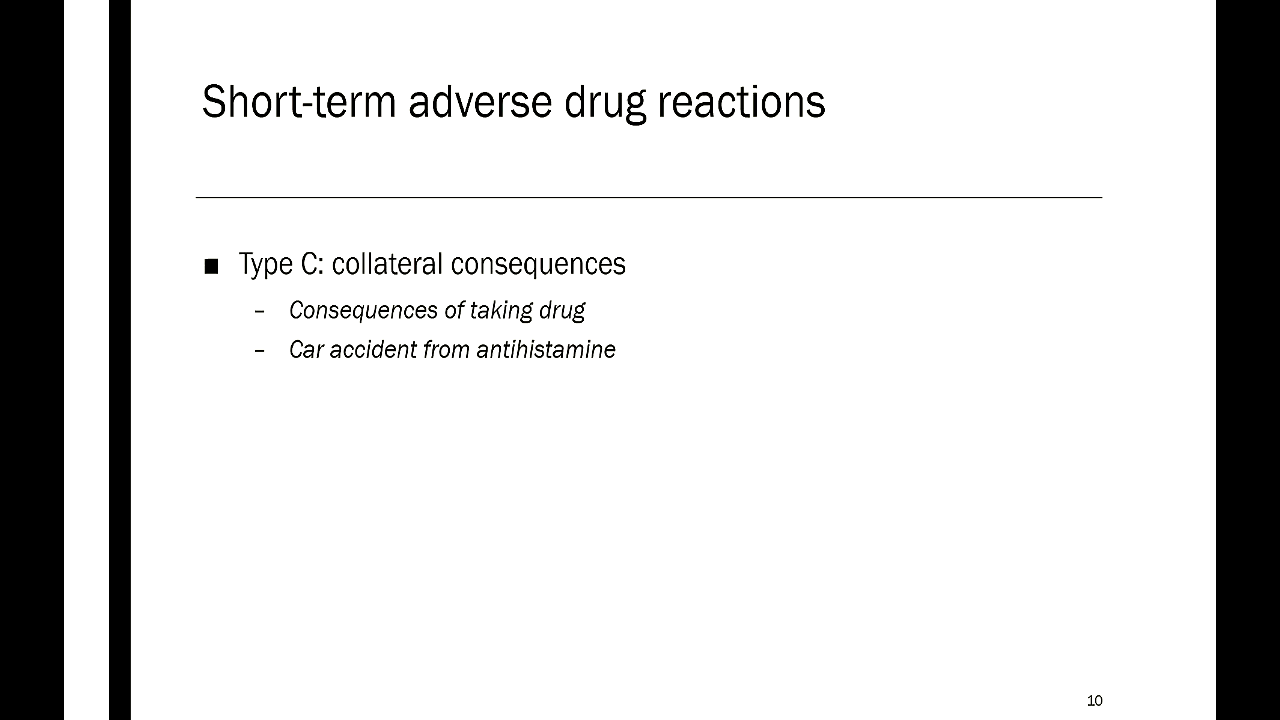 Short-term adverse drug reactions
■ Type C: collateral consequences
– Consequences of taking drug
– Car accident from antihistamine
10